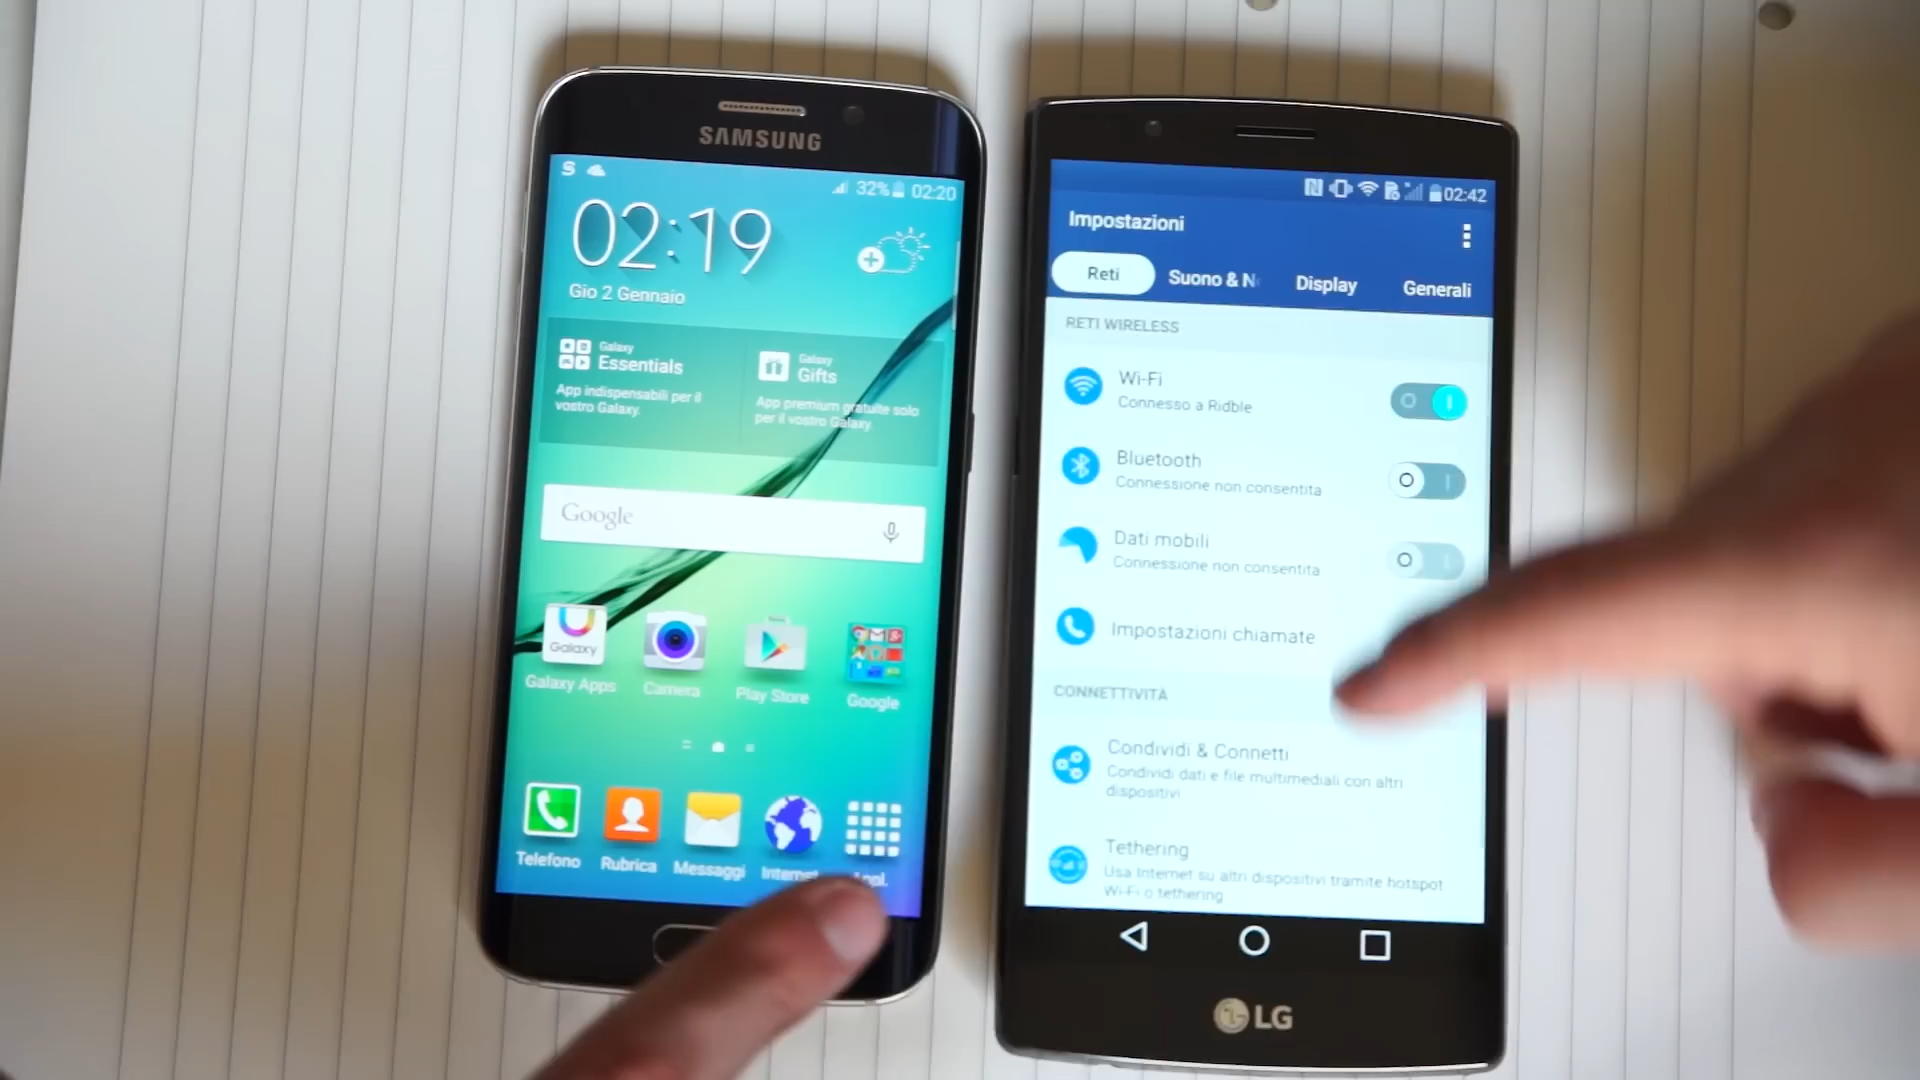 SAMSUNG
S 32% 02:20
02:19
Gio 2 Gennaio
Galaxy
Essentials
App indispensabili per il
vostro Galaxy.
Galaxy
Gifts
App premium gratuite solo
per il vostro Galaxy.
Google
Galaxy
Galaxy Apps
Camera
Play Store
Google
Telefono
Rubrica
Messaggi
Internet
02:42
Impostazioni
Reti
Suono & N
Display
Generali
RETI WIRELESS
Wi-Fi
Connesso a Ridble
Bluetooth
Connessione non consentita
Dati mobili
Connessione non consentita
Impostazioni chiamate
CONNETTIVITÀ
Condividi & Connetti
Condividi dati e file multimediali con altri
dispositivi
Tethering
Usa Internet su altri dispositivi tramite hotspot
Wi-Fi o tethering
LG